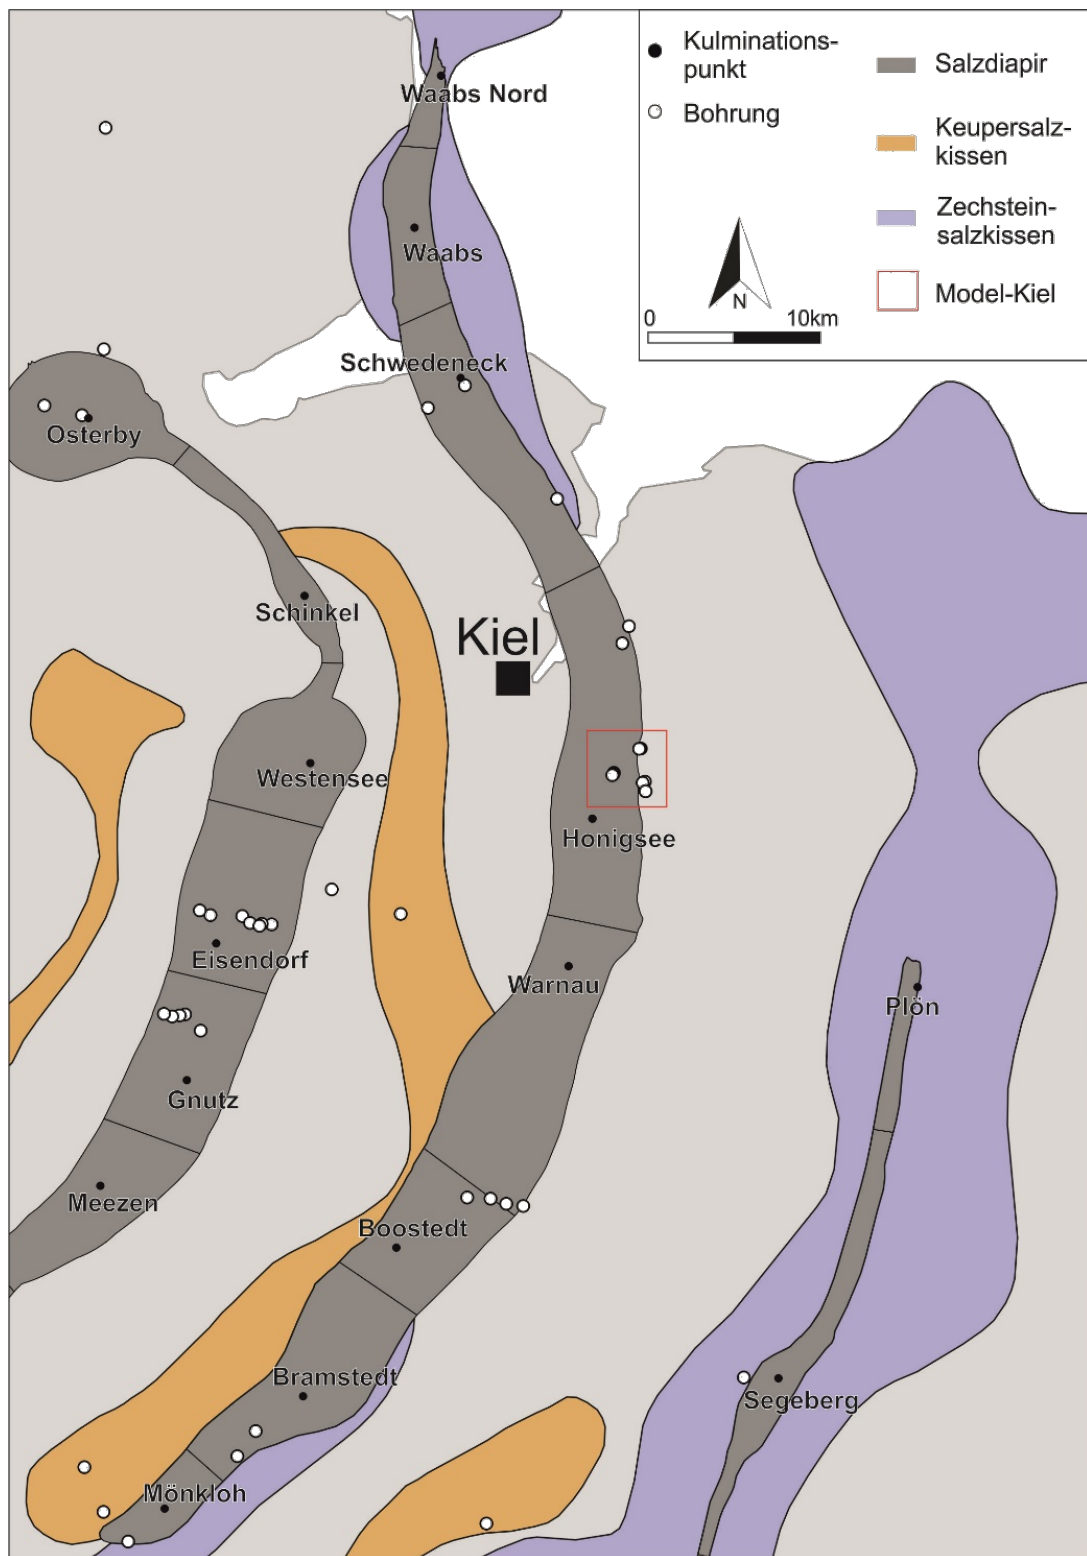 Kulminations-
punkt
Bohrung
Salzdiapir
Keupersalz-
kissen
Zechstein-
salzkissen
Model-Kiel
N
0 10km
Waabs Nord
Waabs
Schwedeneck
Osterby
Schinkel
Kiel
Westensee
Honigsee
Eisendorf
Warnau
Plön
Gnutz
Meezen
Boostedt
Bramstedt
Segeberg
Mönkloh